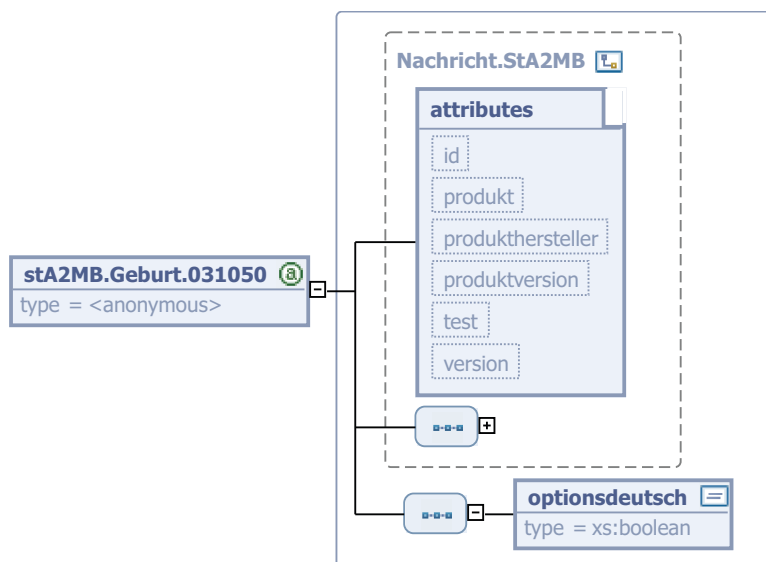 Nachricht.StA2MB
attributes
id
produkt
produkthersteller
produktversion
test
version
stA2MB.Geburt.031050
type = <anonymous>
optionsdeutsch
type = xs:boolean